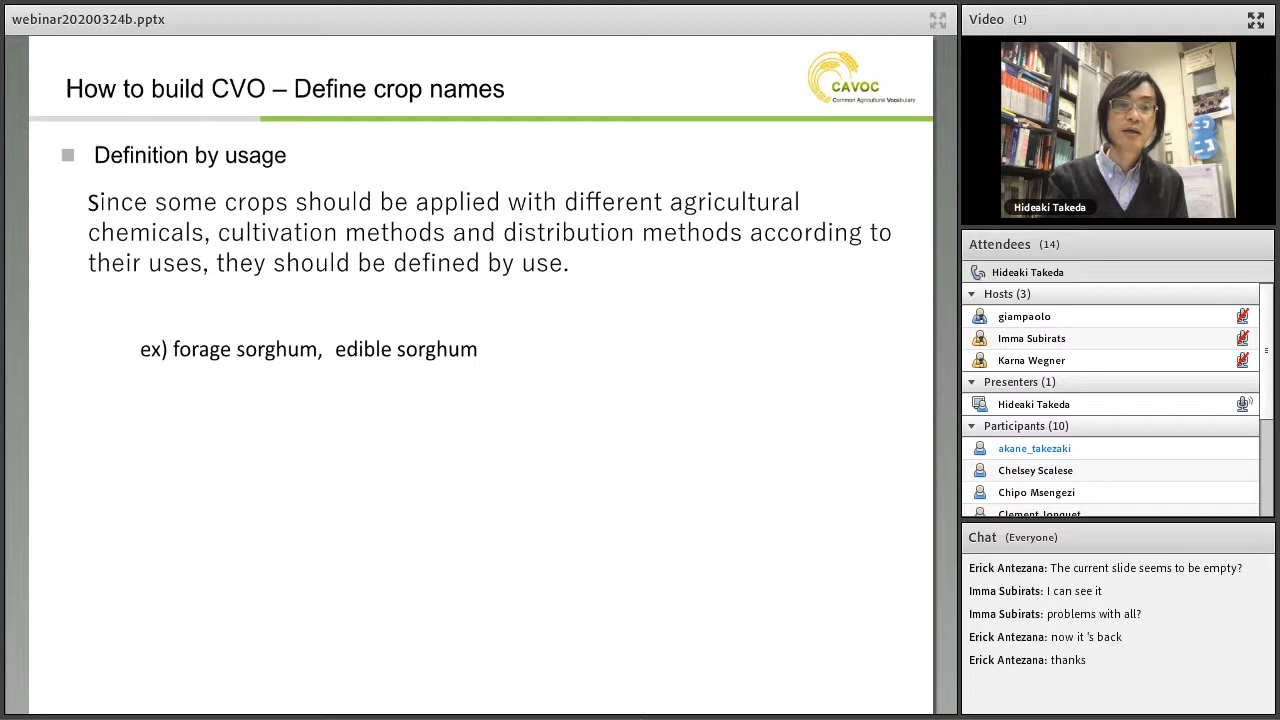 webinar20200324b.pptx
How to build CVO – Define crop names
CAVOC
Common Agricultural Vocabulary
Definition by usage
Since some crops should be applied with different agricultural
chemicals, cultivation methods and distribution methods according to
their uses, they should be defined by use.
ex) forage sorghum, edible sorghum
Video (1)
Hideaki Takeda
Attendees (14)
Hideaki Takeda
Hosts (3)
giampaolo
Imma Subirats
Karna Wegner
Presenters (1)
Hideaki Takeda
Participants (10)
akane_takezaki
Chelsey Scalese
Chipo Msengezi
Clement Jonquet
Chat (Everyone)
Erick Antezana: The current slide seems to be empty?
Imma Subirats: I can see it
Imma Subirats: problems with all?
Erick Antezana: now it 's back
Erick Antezana: thanks